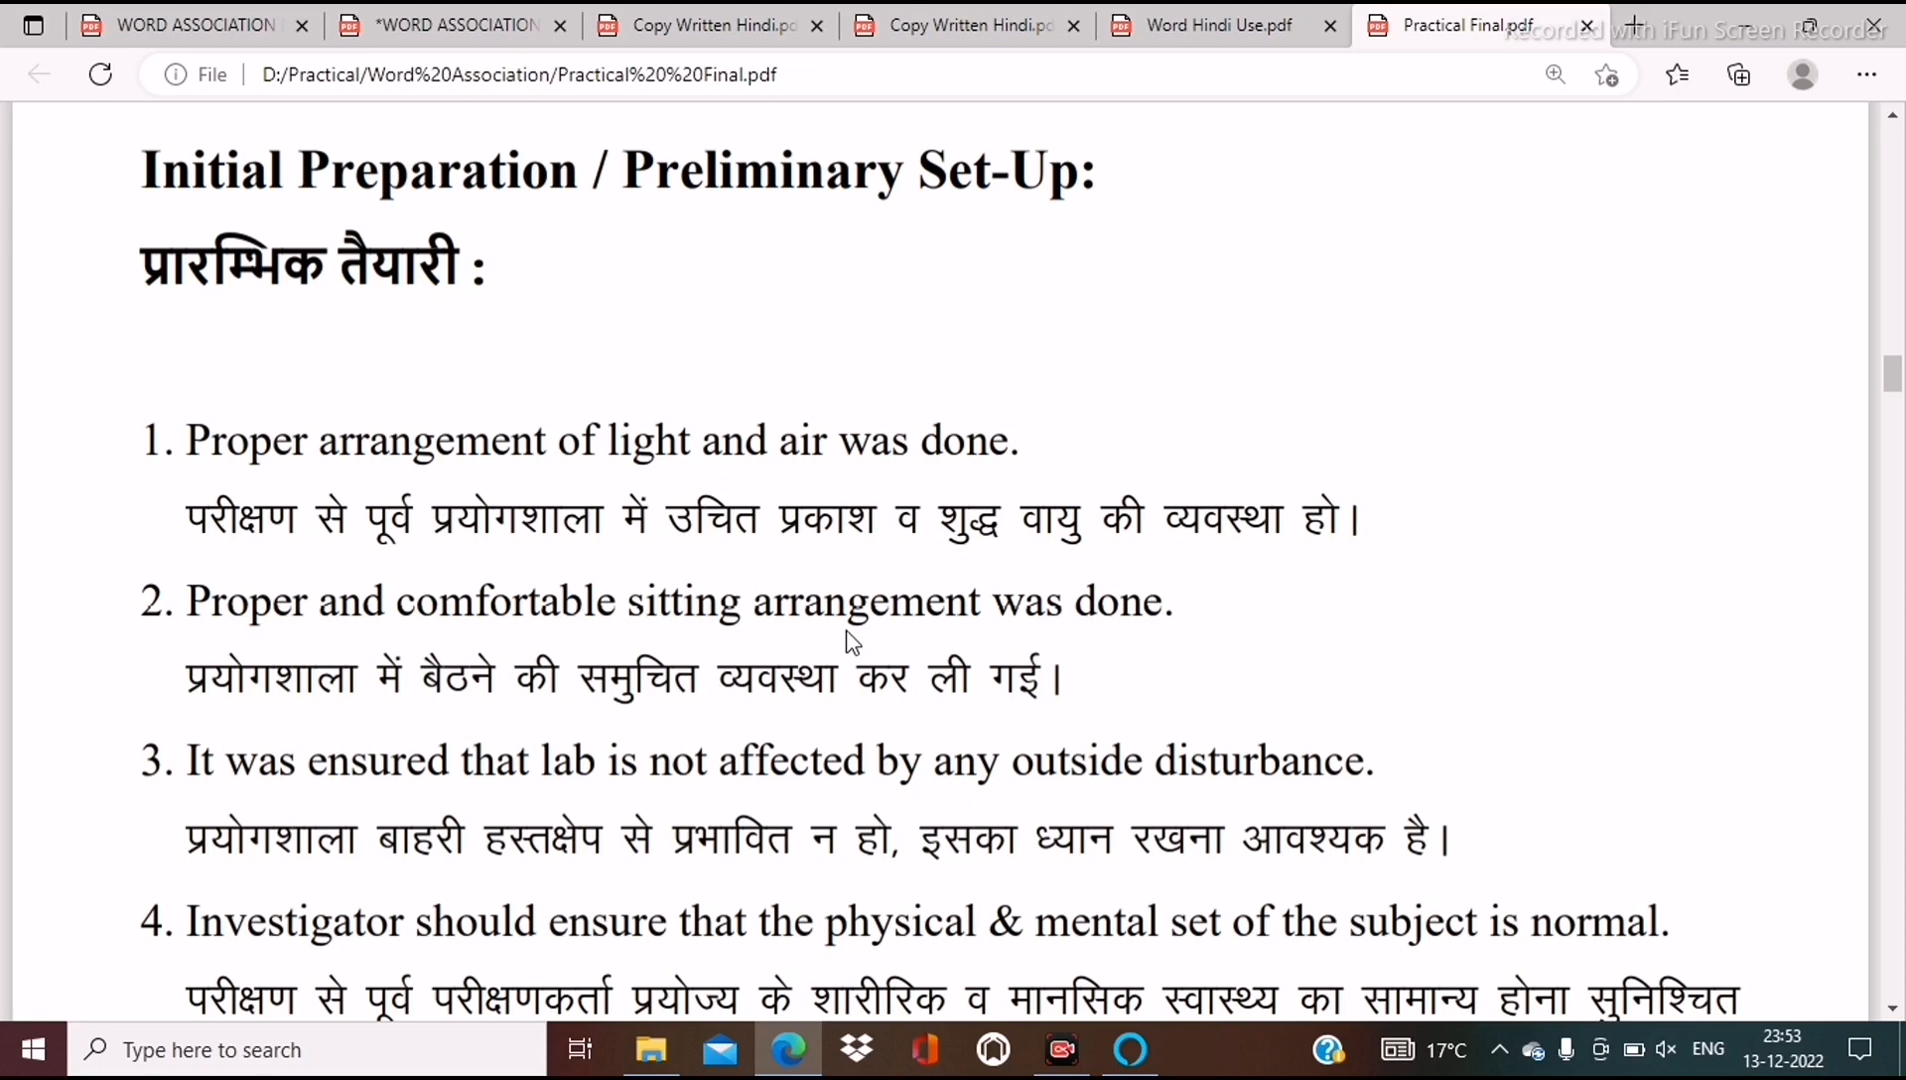 WORD ASSOCIATION
*WORD ASSOCIATION
Copy Written Hindi.pd
Copy Written Hindi.pd
Word Hindi Use.pdf
Practical Final.pdf
Recorded with iFun Screen Recorder
File
D:/Practical/Word%20Association/Practical%20%20Final.pdf
Initial Preparation / Preliminary Set-Up:
प्रारम्भिक तैयारी :
1. Proper arrangement of light and air was done.
परीक्षण से पूर्व प्रयोगशाला में उचित प्रकाश व शुद्ध वायु की व्यवस्था हो।
2. Proper and comfortable sitting arrangement was done.
प्रयोगशाला में बैठने की समुचित व्यवस्था कर ली गई।
3. It was ensured that lab is not affected by any outside disturbance.
प्रयोगशाला बाहरी हस्तक्षेप से प्रभावित न हो, इसका ध्यान रखना आवश्यक है।
4. Investigator should ensure that the physical & mental set of the subject is normal.
परीक्षण से पूर्व परीक्षणकर्ता प्रयोज्य के शारीरिक व मानसिक स्वास्थ्य का सामान्य होना सुनिश्चित
Type here to search
17°C
ENG
23:53
13-12-2022